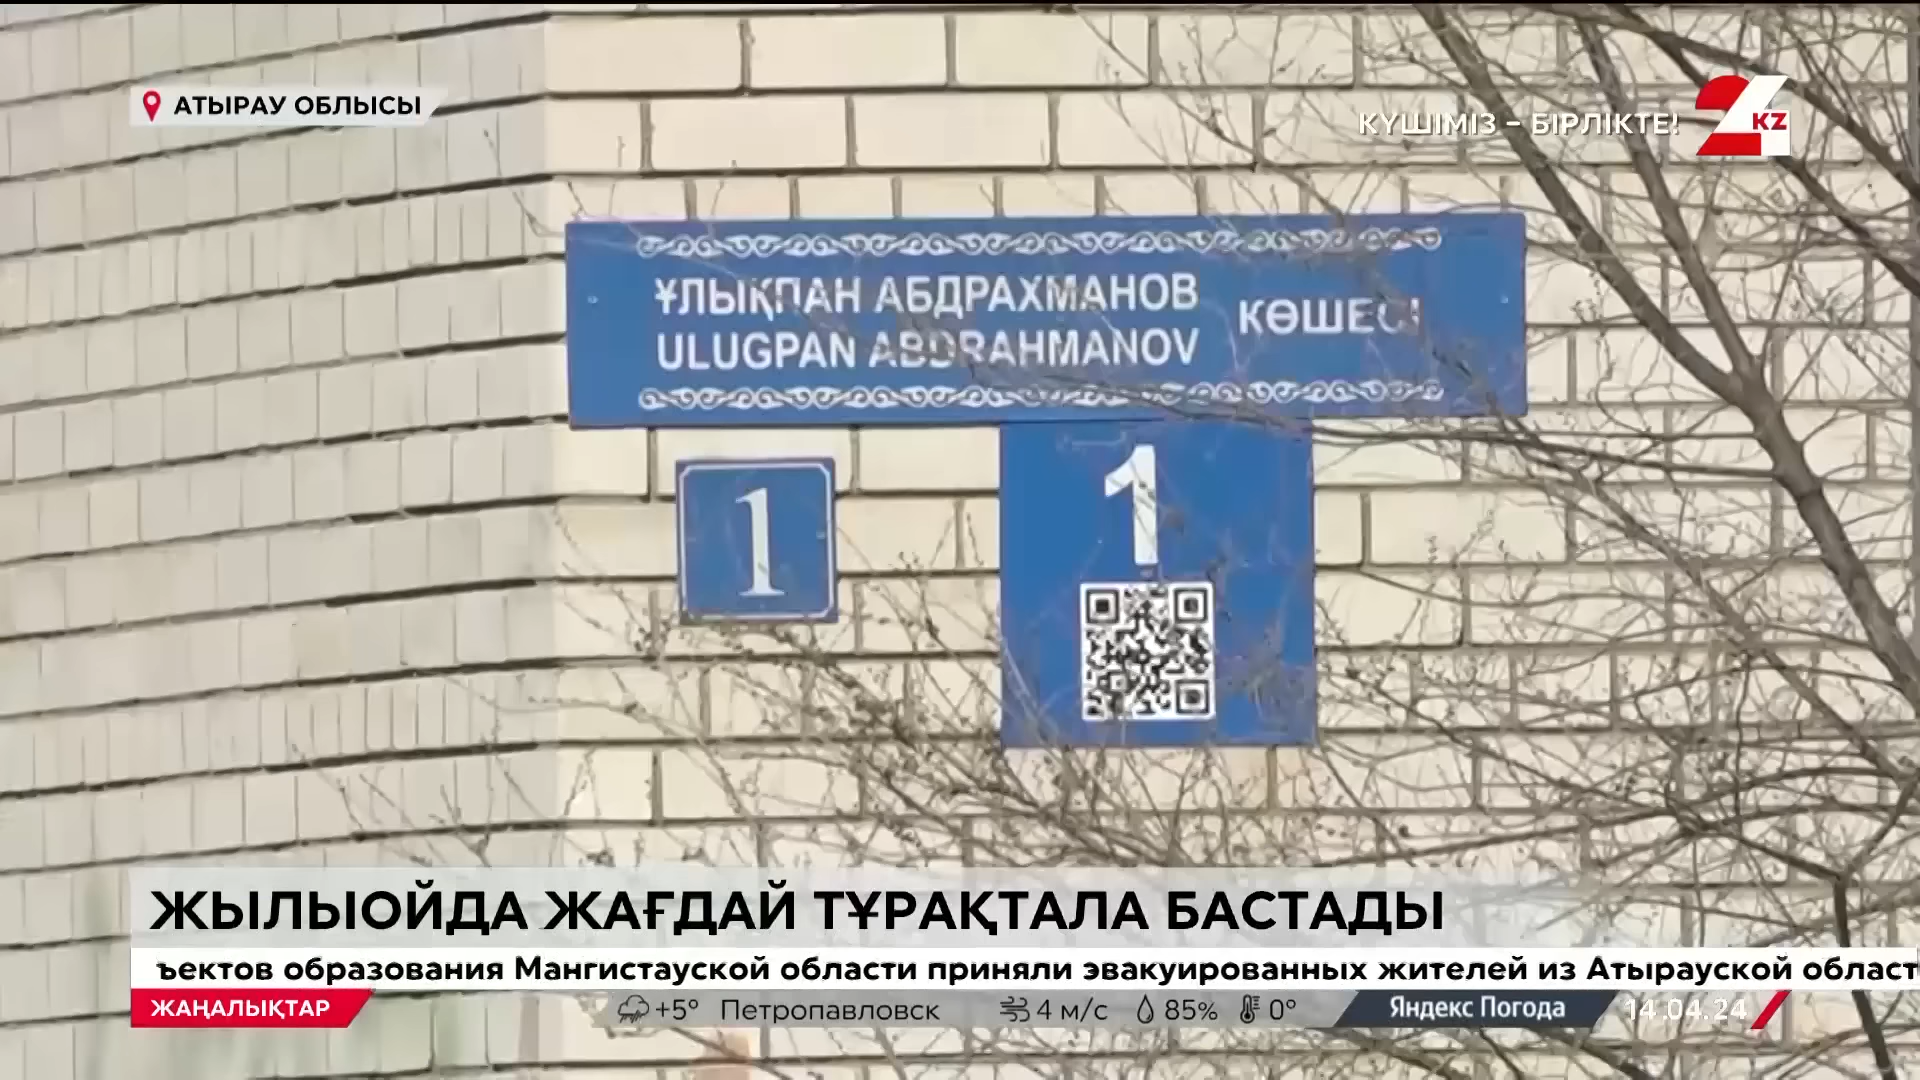 АТЫРАУ ОБЛЫСЫ
КҮШІМІЗ – БІРЛІКТЕ!
24 KZ
ҰЛЫҚПАН АБДРАХМАНОВ
ULUGPAN ABDRAHMANOV
КӨШЕСІ
1
1
ЖЫЛЫОЙДА ЖАҒДАЙ ТҰРАҚТАЛА БАСТАДЫ
ъектов образования Мангистауской области приняли эвакуированных жителей из Атырауской област
ЖАҢАЛЫҚТАР
+5° Петропавловск 4 м/с 85% 0° Яндекс Погода 14.04.24